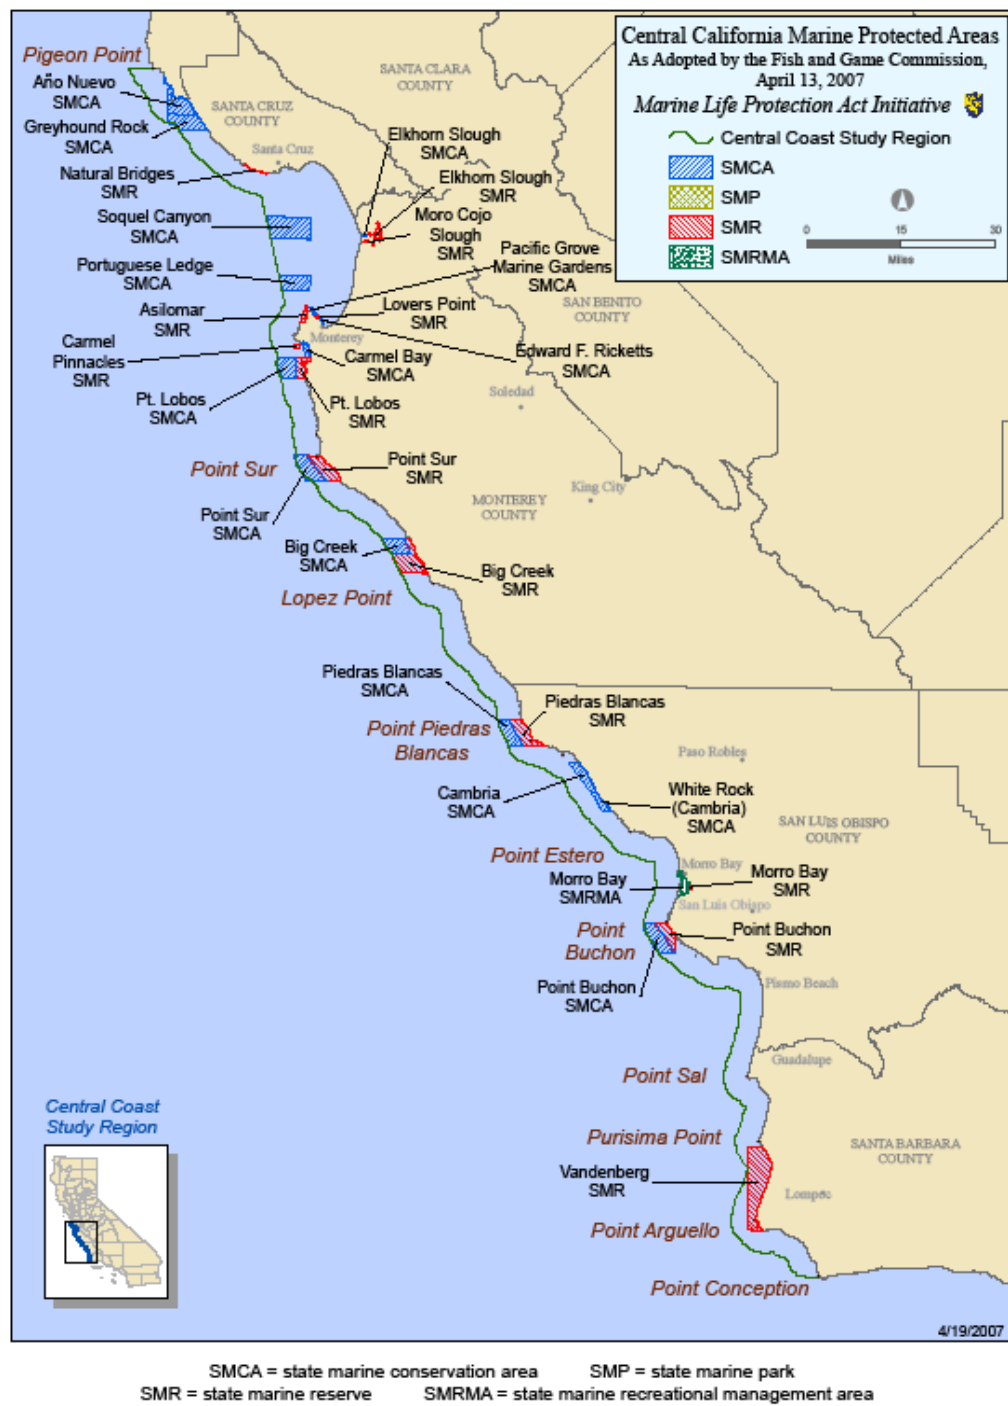 Central California Marine Protected Areas
As Adopted by the Fish and Game Commission,
April 13, 2007
Marine Life Protection Act Initiative
Central Coast Study Region
SMCA
SMP
SMR
SMRMA
0 15 30
Miles
Pigeon Point
Año Nuevo
SMCA
Greyhound Rock
SMCA
SANTA CLARA
COUNTY
SANTA CRUZ
COUNTY
Santa Cruz
Natural Bridges
SMR
Elkhorn Slough
SMCA
Elkhorn Slough
SMR
Moro Cojo
Slough
SMR
Soquel Canyon
SMCA
Pacific Grove
Marine Gardens
SMCA
Portuguese Ledge
SMCA
SAN BENITO
COUNTY
Asilomar
SMR
Lovers Point
SMR
Monterey
Carmel
Pinnacles
SMR
Carmel Bay
SMCA
Edward F. Ricketts
SMCA
Pt. Lobos
SMCA
Pt. Lobos
SMR
Soledad
Point Sur
Point Sur
SMR
King City
MONTEREY
COUNTY
Point Sur
SMCA
Big Creek
SMCA
Big Creek
SMR
Lopez Point
Piedras Blancas
SMCA
Piedras Blancas
SMR
Point Piedras
Blancas
Paso Robles
Cambria
SMCA
White Rock
(Cambria)
SMCA
SAN LUIS OBISPO
COUNTY
Point Estero
Morro Bay
Morro Bay
SMRMA
Morro Bay
SMR
San Luis Obispo
Point
Buchon
Point Buchon
SMR
Point Buchon
SMCA
Pismo Beach
Guadalupe
Point Sal
Purisima Point
SANTA BARBARA
COUNTY
Vandenberg
SMR
Lompoc
Point Arguello
Point Conception
Central Coast
Study Region
4/19/2007
SMCA = state marine conservation area SMP = state marine park
SMR = state marine reserve SMRMA = state marine recreational management area